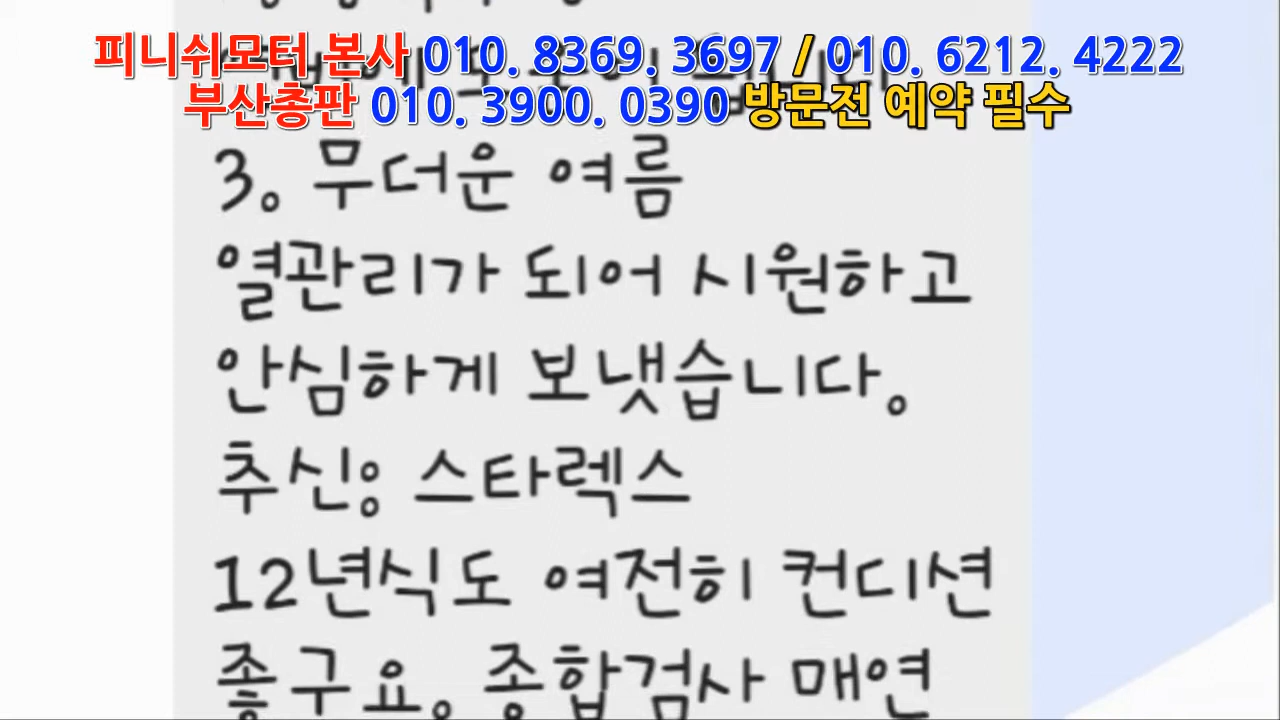 피니쉬모터 본사 010. 8369. 3697 / 010. 6212. 4222
부산총판 010. 3900. 0390 방문전 예약 필수
3. 무더운 여름
열관리가 되어 시원하고
안심하게 보냇습니다.
추신: 스타렉스
12년식도 여전히 컨디션
좋구요. 종합검사 매연